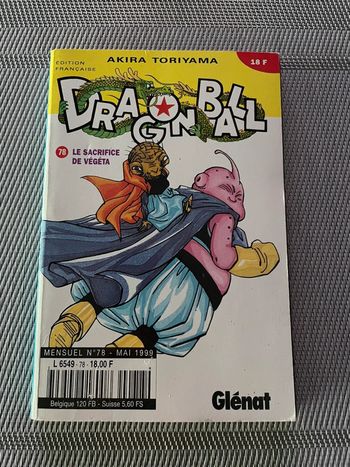 AKIRA TORIYAMA
18 F
EDITION
FRANÇAISE
DRAGON BALL
78 LE SACRIFICE
DE VÉGÉTA
MENSUEL N°78 - MAI 1999
L 6549 - 78 - 18,00 F
Belgique 120 FB - Suisse 5,60 FS
Glénat